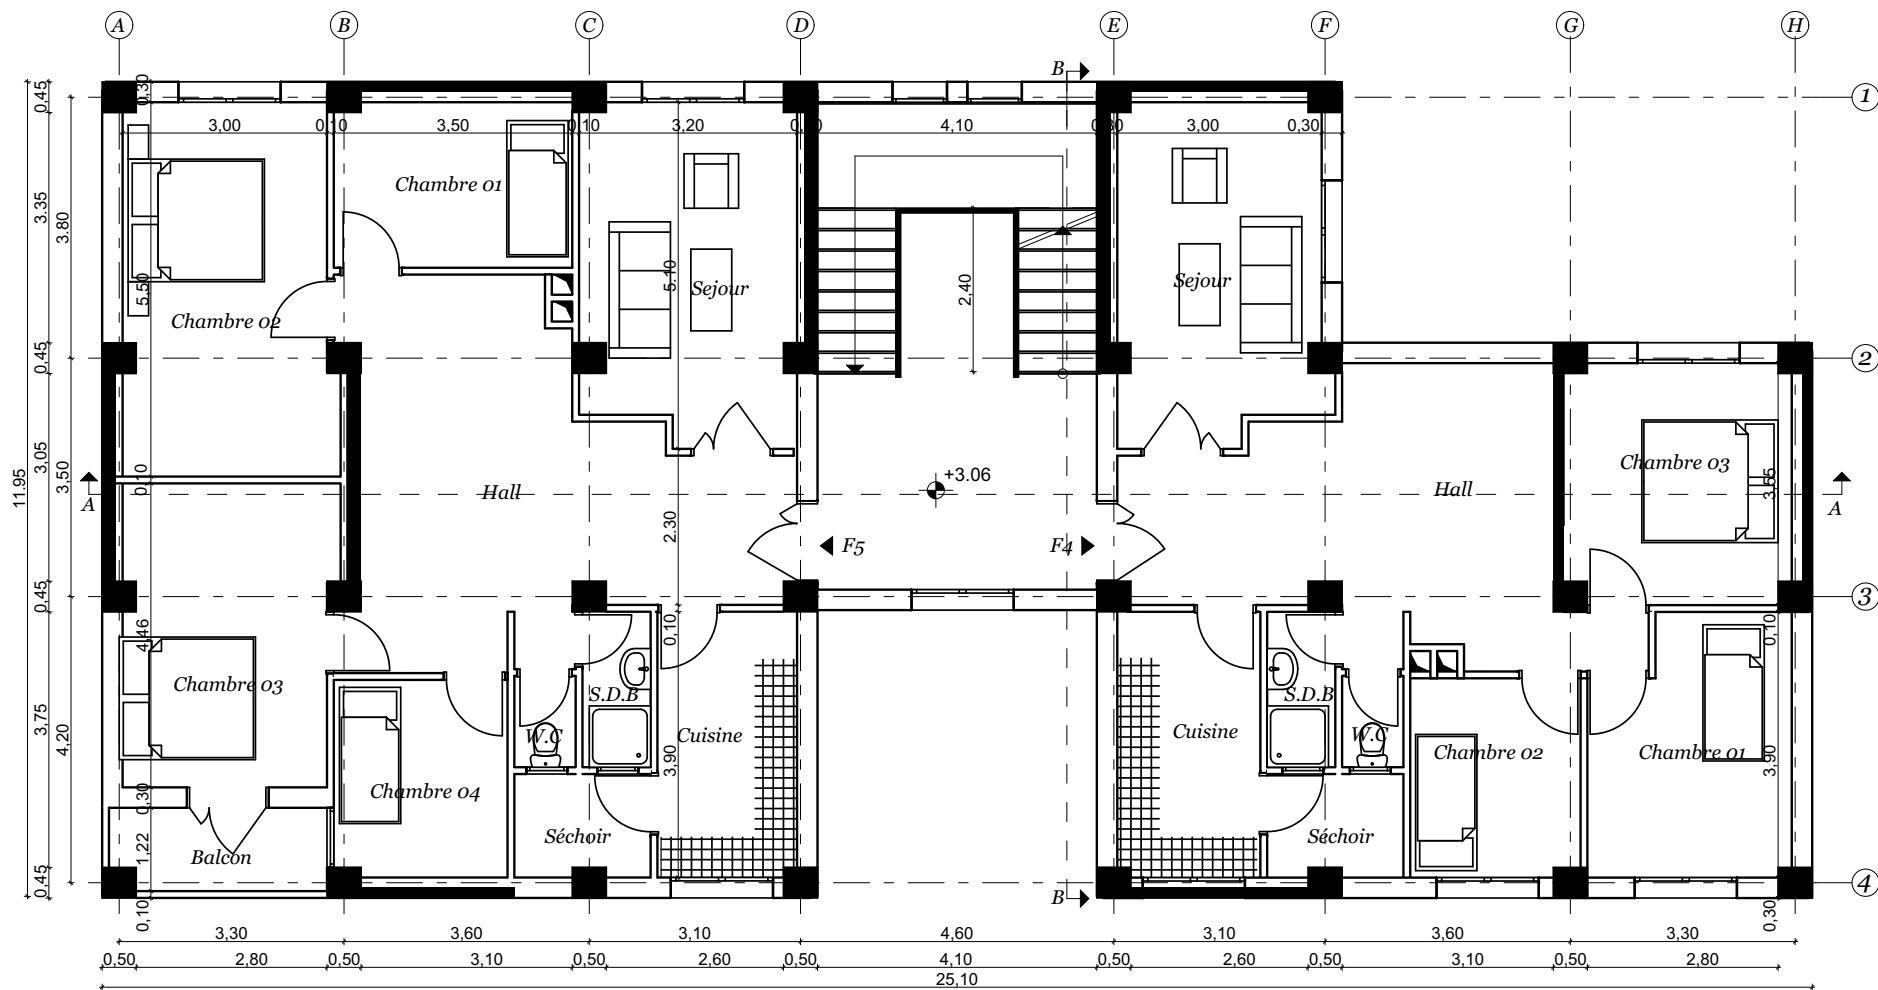 A B C D E F G H
B
1
0,45 0,30
3,00 0,10 3,50 0,10 3,20 4,10 0,30 3,00 0,30
Chambre 01
3.35 3.80
5,50 5.10 Sejour 2,40 Sejour
Chambre 02
0,45 2
3,05 3,50 0,10
11.95
Chambre 03 3,55
Hall +3.06 Hall
A A
2.30
F5 F4
0,45 3
4,46 0,10 0,10
Chambre 03 S.D.B S.D.B
3,75 4,20
W.C Cuisine Cuisine W.C Chambre 02 Chambre 01
3,90 3,90
0,30 Chambre 04
Séchoir Séchoir
1,22 Balcon
0,45 4
0,10 B 0,30
3,30 3,60 3,10 4,60 3,10 3,60 3,30
0,50 2,80 0,50 3,10 0,50 2,60 0,50 4,10 0,50 2,60 0,50 3,10 0,50 2,80
25,10